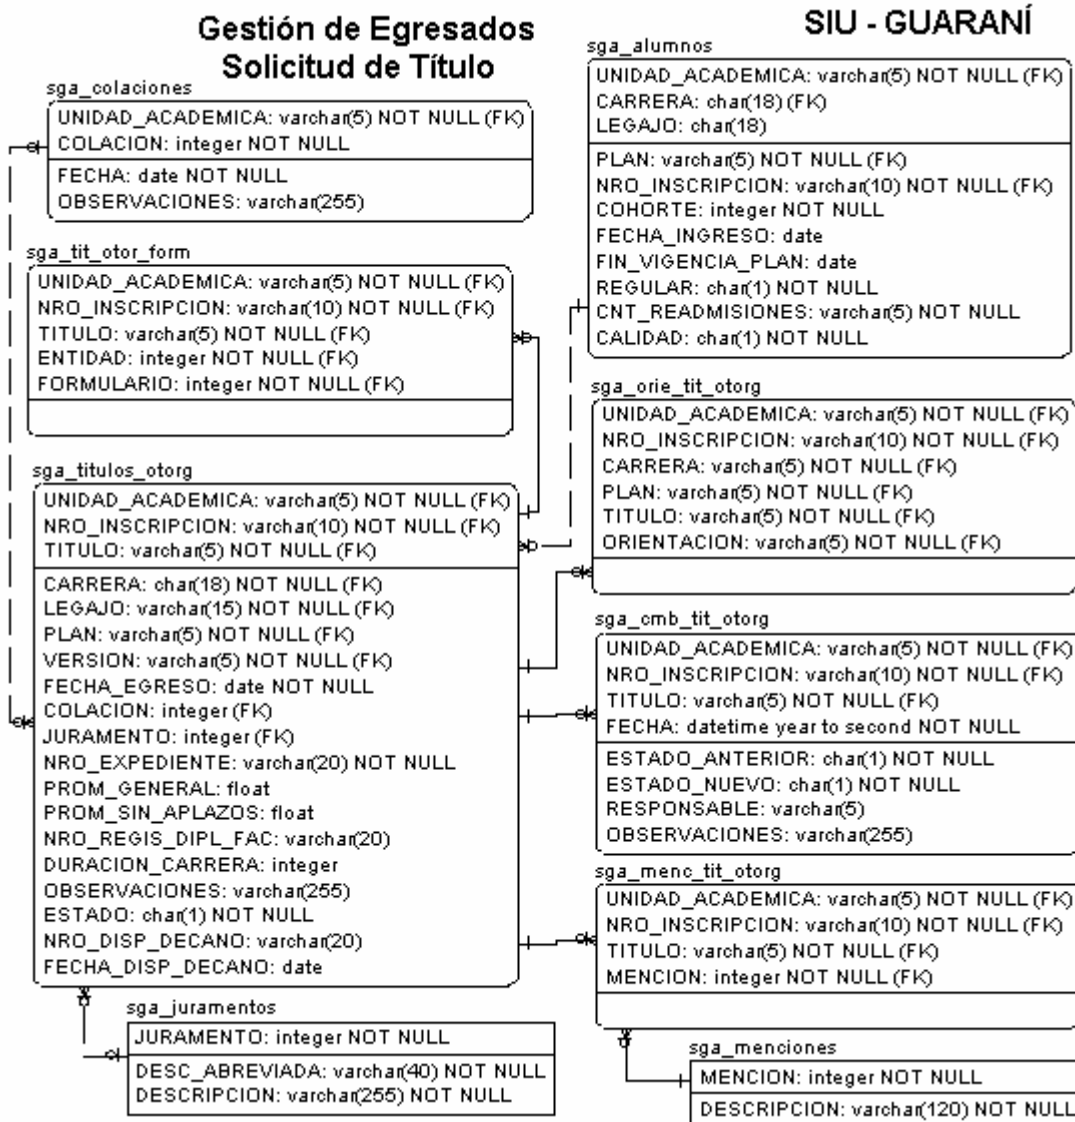 Gestión de Egresados
Solicitud de Título
SIU - GUARANÍ
sga_colaciones
UNIDAD_ACADEMICA: varchar(5) NOT NULL (FK)
COLACION: integer NOT NULL
FECHA: date NOT NULL
OBSERVACIONES: varchar(255)
sga_tit_otor_form
UNIDAD_ACADEMICA: varchar(5) NOT NULL (FK)
NRO_INSCRIPCION: varchar(10) NOT NULL (FK)
TITULO: varchar(5) NOT NULL (FK)
ENTIDAD: integer NOT NULL (FK)
FORMULARIO: integer NOT NULL (FK)
sga_titulos_otorg
UNIDAD_ACADEMICA: varchar(5) NOT NULL (FK)
NRO_INSCRIPCION: varchar(10) NOT NULL (FK)
TITULO: varchar(5) NOT NULL (FK)
CARRERA: char(18) NOT NULL (FK)
LEGAJO: varchar(15) NOT NULL (FK)
PLAN: varchar(5) NOT NULL (FK)
VERSION: varchar(5) NOT NULL (FK)
FECHA_EGRESO: date NOT NULL
COLACION: integer (FK)
JURAMENTO: integer (FK)
NRO_EXPEDIENTE: varchar(20) NOT NULL
PROM_GENERAL: float
PROM_SIN_APLAZOS: float
NRO_REGIS_DIPL_FAC: varchar(20)
DURACION_CARRERA: integer
OBSERVACIONES: varchar(255)
ESTADO: char(1) NOT NULL
NRO_DISP_DECANO: varchar(20)
FECHA_DISP_DECANO: date
sga_juramentos
JURAMENTO: integer NOT NULL
DESC_ABREVIADA: varchar(40) NOT NULL
DESCRIPCION: varchar(255) NOT NULL
sga_alumnos
UNIDAD_ACADEMICA: varchar(5) NOT NULL (FK)
CARRERA: char(18) (FK)
LEGAJO: char(18)
PLAN: varchar(5) NOT NULL (FK)
NRO_INSCRIPCION: varchar(10) NOT NULL (FK)
COHORTE: integer NOT NULL
FECHA_INGRESO: date
FIN_VIGENCIA_PLAN: date
REGULAR: char(1) NOT NULL
CNT_READMISIONES: varchar(5) NOT NULL
CALIDAD: char(1) NOT NULL
sga_orie_tit_otorg
UNIDAD_ACADEMICA: varchar(5) NOT NULL (FK)
NRO_INSCRIPCION: varchar(10) NOT NULL (FK)
CARRERA: varchar(5) NOT NULL (FK)
PLAN: varchar(5) NOT NULL (FK)
TITULO: varchar(5) NOT NULL (FK)
ORIENTACION: varchar(5) NOT NULL (FK)
sga_cmb_tit_otorg
UNIDAD_ACADEMICA: varchar(5) NOT NULL (FK)
NRO_INSCRIPCION: varchar(10) NOT NULL (FK)
TITULO: varchar(5) NOT NULL (FK)
FECHA: datetime year to second NOT NULL
ESTADO_ANTERIOR: char(1) NOT NULL
ESTADO_NUEVO: char(1) NOT NULL
RESPONSABLE: varchar(5)
OBSERVACIONES: varchar(255)
sga_menc_tit_otorg
UNIDAD_ACADEMICA: varchar(5) NOT NULL (FK)
NRO_INSCRIPCION: varchar(10) NOT NULL (FK)
TITULO: varchar(5) NOT NULL (FK)
MENCION: integer NOT NULL (FK)
sga_menciones
MENCION: integer NOT NULL
DESCRIPCION: varchar(120) NOT NULL